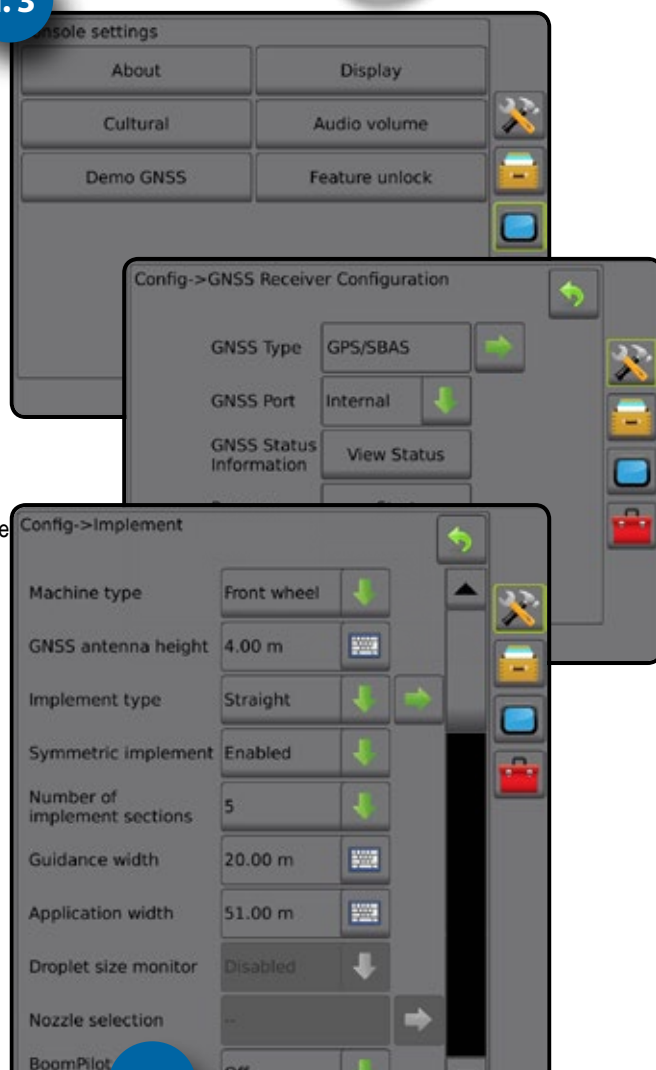 . 3
nsole settings
About
Display
Cultural
Audio volume
Demo GNSS
Feature unlock
Config->GNSS Receiver Configuration
GNSS Type
GPS/SBAS
GNSS Port
Internal
GNSS Status
Information
View Status
e
Config->Implement
Machine type
Front wheel
GNSS antenna height
4.00 m
Implement type
Straight
Symmetric implement
Enabled
Number of
implement sections
5
Guidance width
20.00 m
Application width
51.00 m
Droplet size monitor
Disabled
Nozzle selection
--
BoomPilot